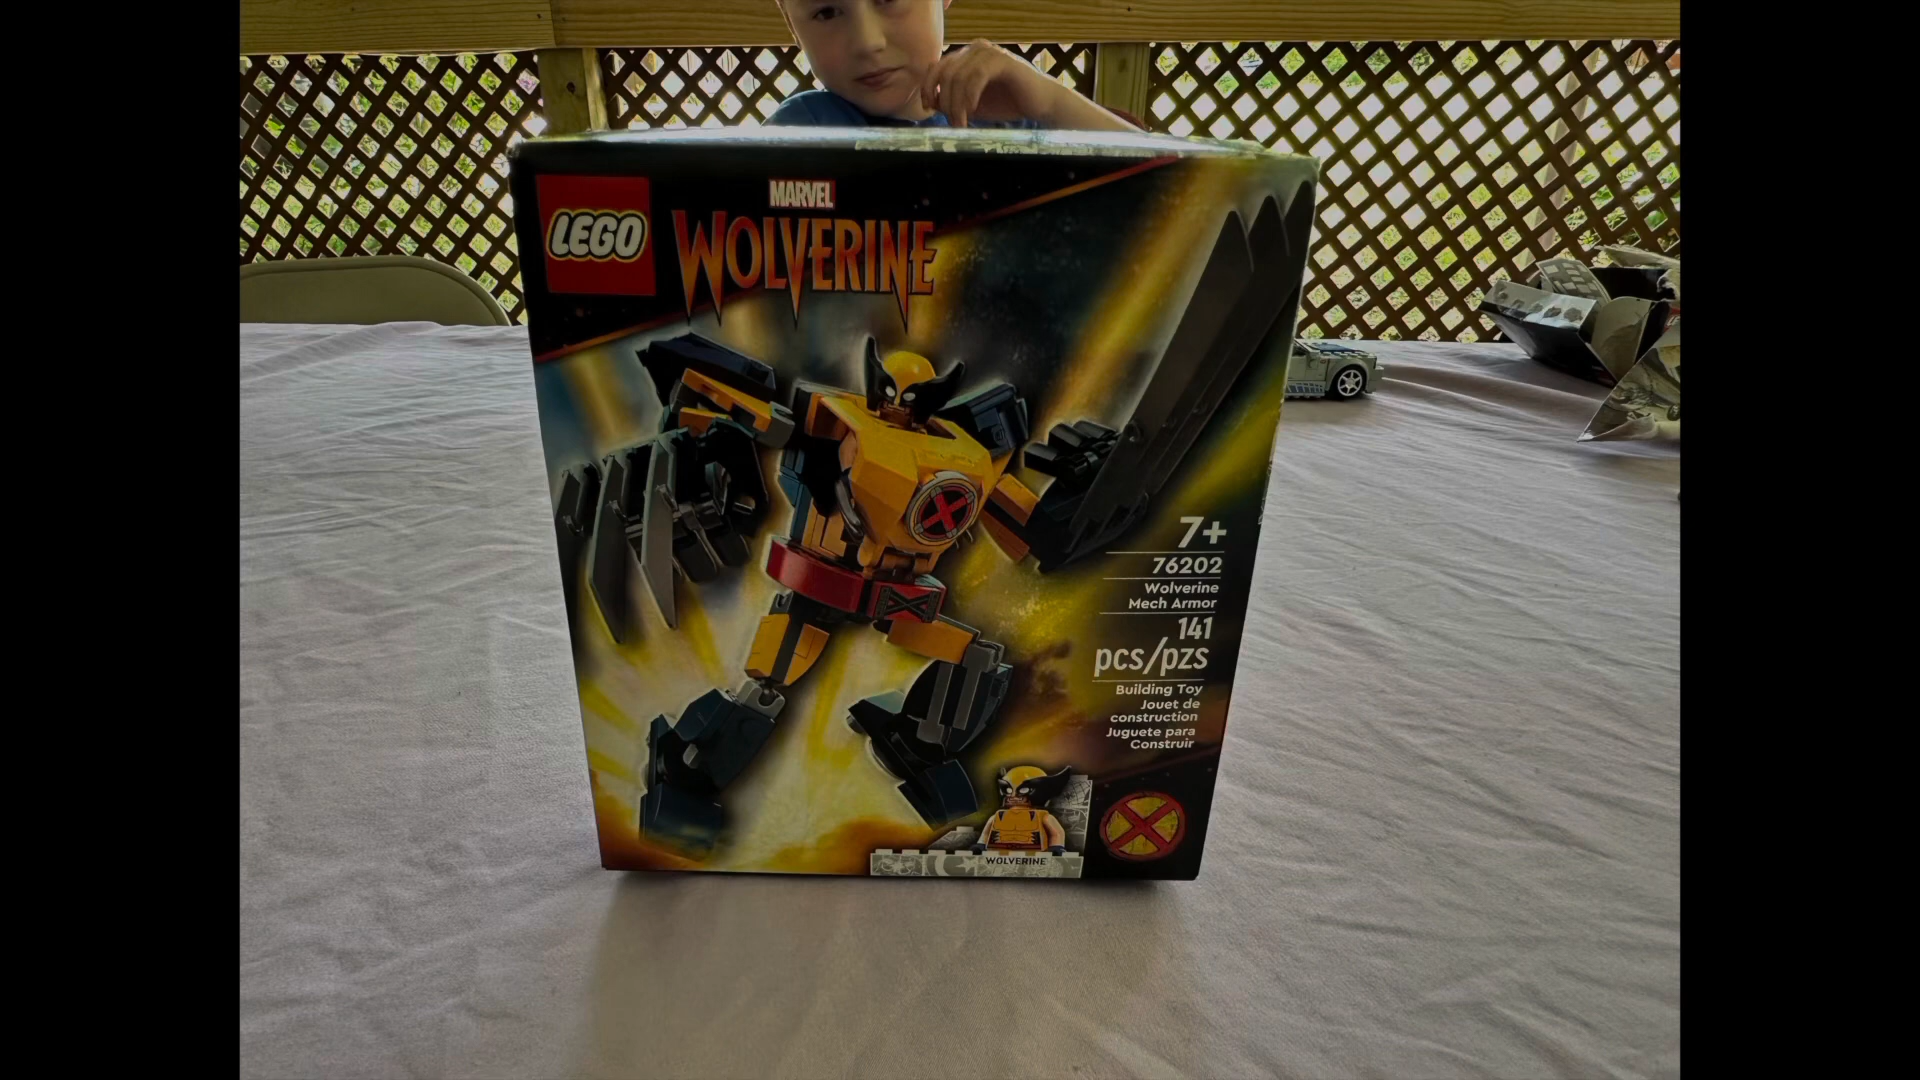 LEGO
MARVEL
WOLVERINE
7+
76202
Wolverine
Mech Armor
141
pcs/pzs
Building Toy
Jouet de
construction
Juguete para
Construir
WOLVERINE